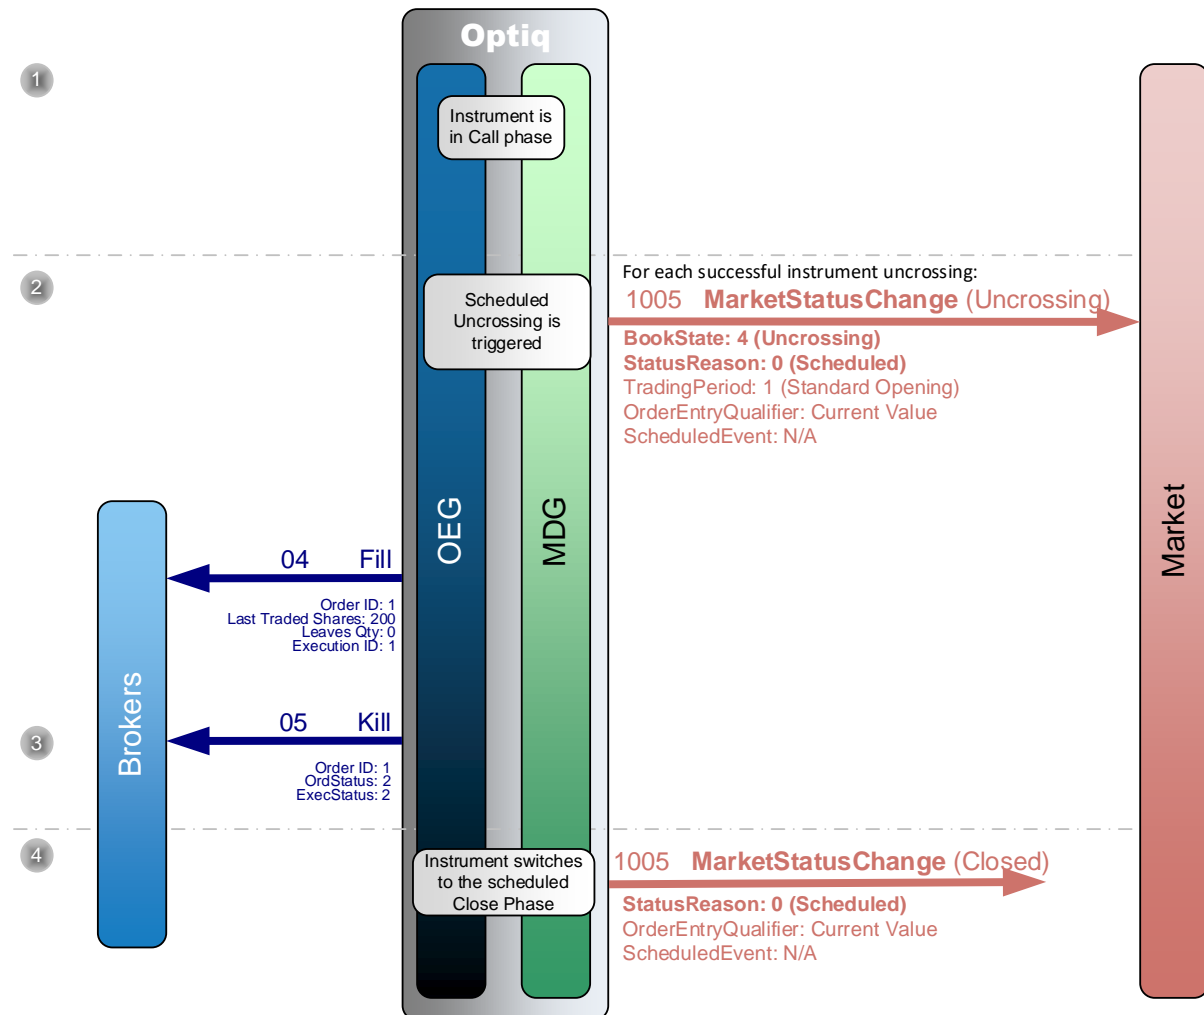 Optiq
1
Instrument is
in Call phase
2
Scheduled
Uncrossing is
triggered
For each successful instrument uncrossing:
1005 MarketStatusChange (Uncrossing)
BookState: 4 (Uncrossing)
StatusReason: 0 (Scheduled)
TradingPeriod: 1 (Standard Opening)
OrderEntryQualifier: Current Value
ScheduledEvent: N/A
OEG
MDG
Market
Brokers
04 Fill
Order ID: 1
Last Traded Shares: 200
Leaves Qty: 0
Execution ID: 1
3
05 Kill
Order ID: 1
OrdStatus: 2
ExecStatus: 2
4
Instrument switches
to the scheduled
Close Phase
1005 MarketStatusChange (Closed)
StatusReason: 0 (Scheduled)
OrderEntryQualifier: Current Value
ScheduledEvent: N/A